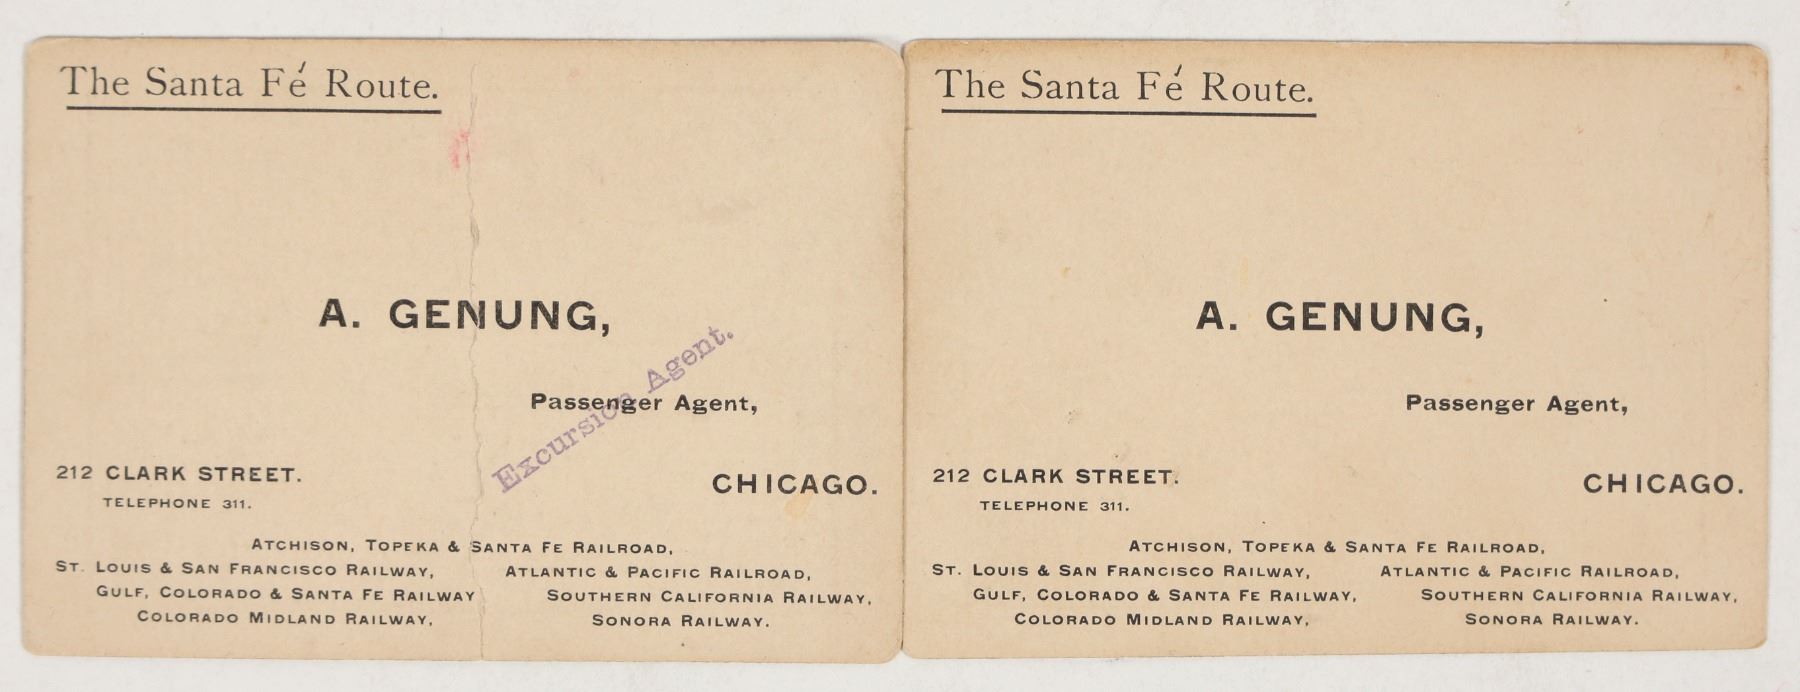 The Santa Fé Route.
A. GENUNG,
Excursion Agent.
Passenger Agent,
212 CLARK STREET.
TELEPHONE 311.
CHICAGO.
ATCHISON, TOPEKA & SANTA FE RAILROAD,
ST. LOUIS & SAN FRANCISCO RAILWAY, ATLANTIC & PACIFIC RAILROAD,
GULF, COLORADO & SANTA FE RAILWAY SOUTHERN CALIFORNIA RAILWAY,
COLORADO MIDLAND RAILWAY, SONORA RAILWAY.
The Santa Fé Route.
A. GENUNG,
Passenger Agent,
212 CLARK STREET.
TELEPHONE 311.
CHICAGO.
ATCHISON, TOPEKA & SANTA FE RAILROAD,
ST. LOUIS & SAN FRANCISCO RAILWAY, ATLANTIC & PACIFIC RAILROAD,
GULF, COLORADO & SANTA FE RAILWAY, SOUTHERN CALIFORNIA RAILWAY,
COLORADO MIDLAND RAILWAY, SONORA RAILWAY.